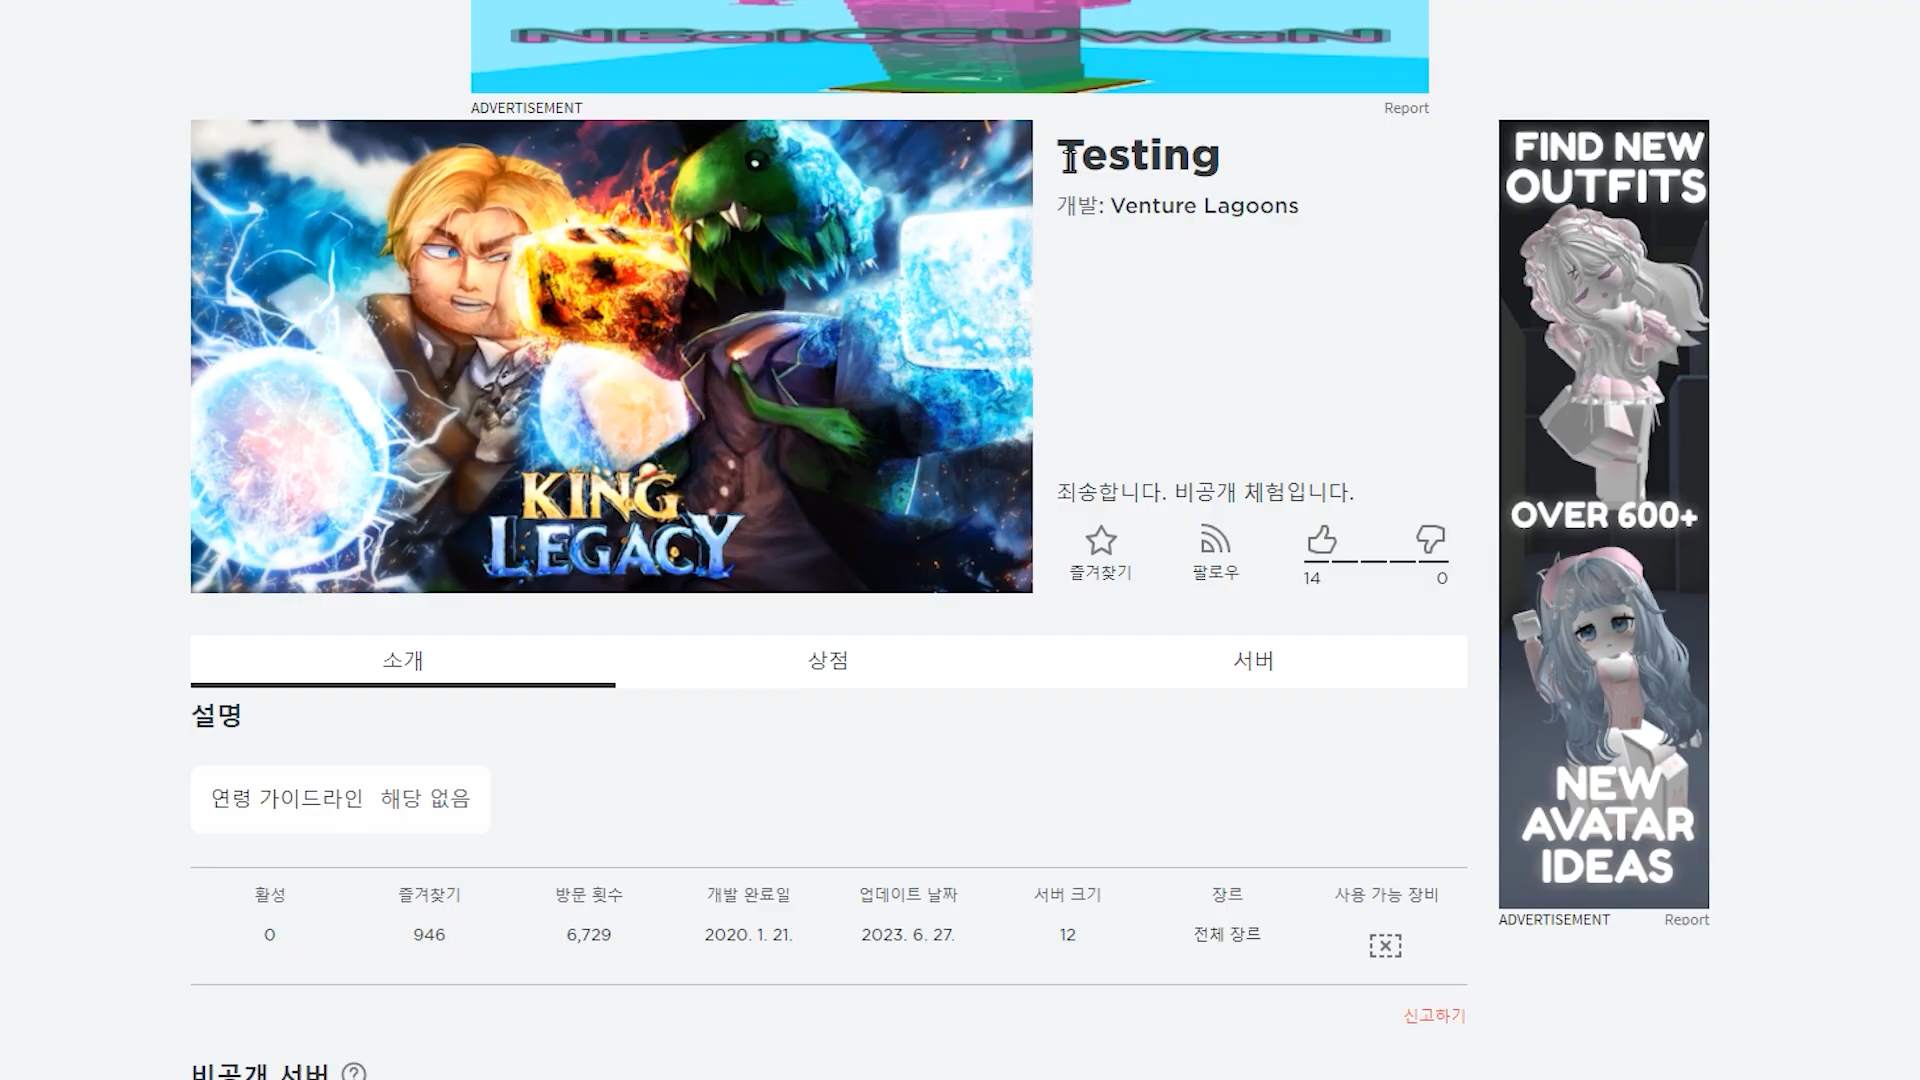 ADVERTISEMENT
Report
Testing
개발: Venture Lagoons
KING
LEGACY
죄송합니다. 비공개 체험입니다.
즐겨찾기
팔로우
14
0
소개
상점
서버
설명
연령 가이드라인 해당 없음
활성
즐겨찾기
방문 횟수
개발 완료일
업데이트 날짜
서버 크기
장르
사용 가능 장비
0
946
6,729
2020. 1. 21.
2023. 6. 27.
12
전체 장르
신고하기
비공개 서버
FIND NEW
OUTFITS
OVER 600+
NEW
AVATAR
IDEAS
ADVERTISEMENT
Report